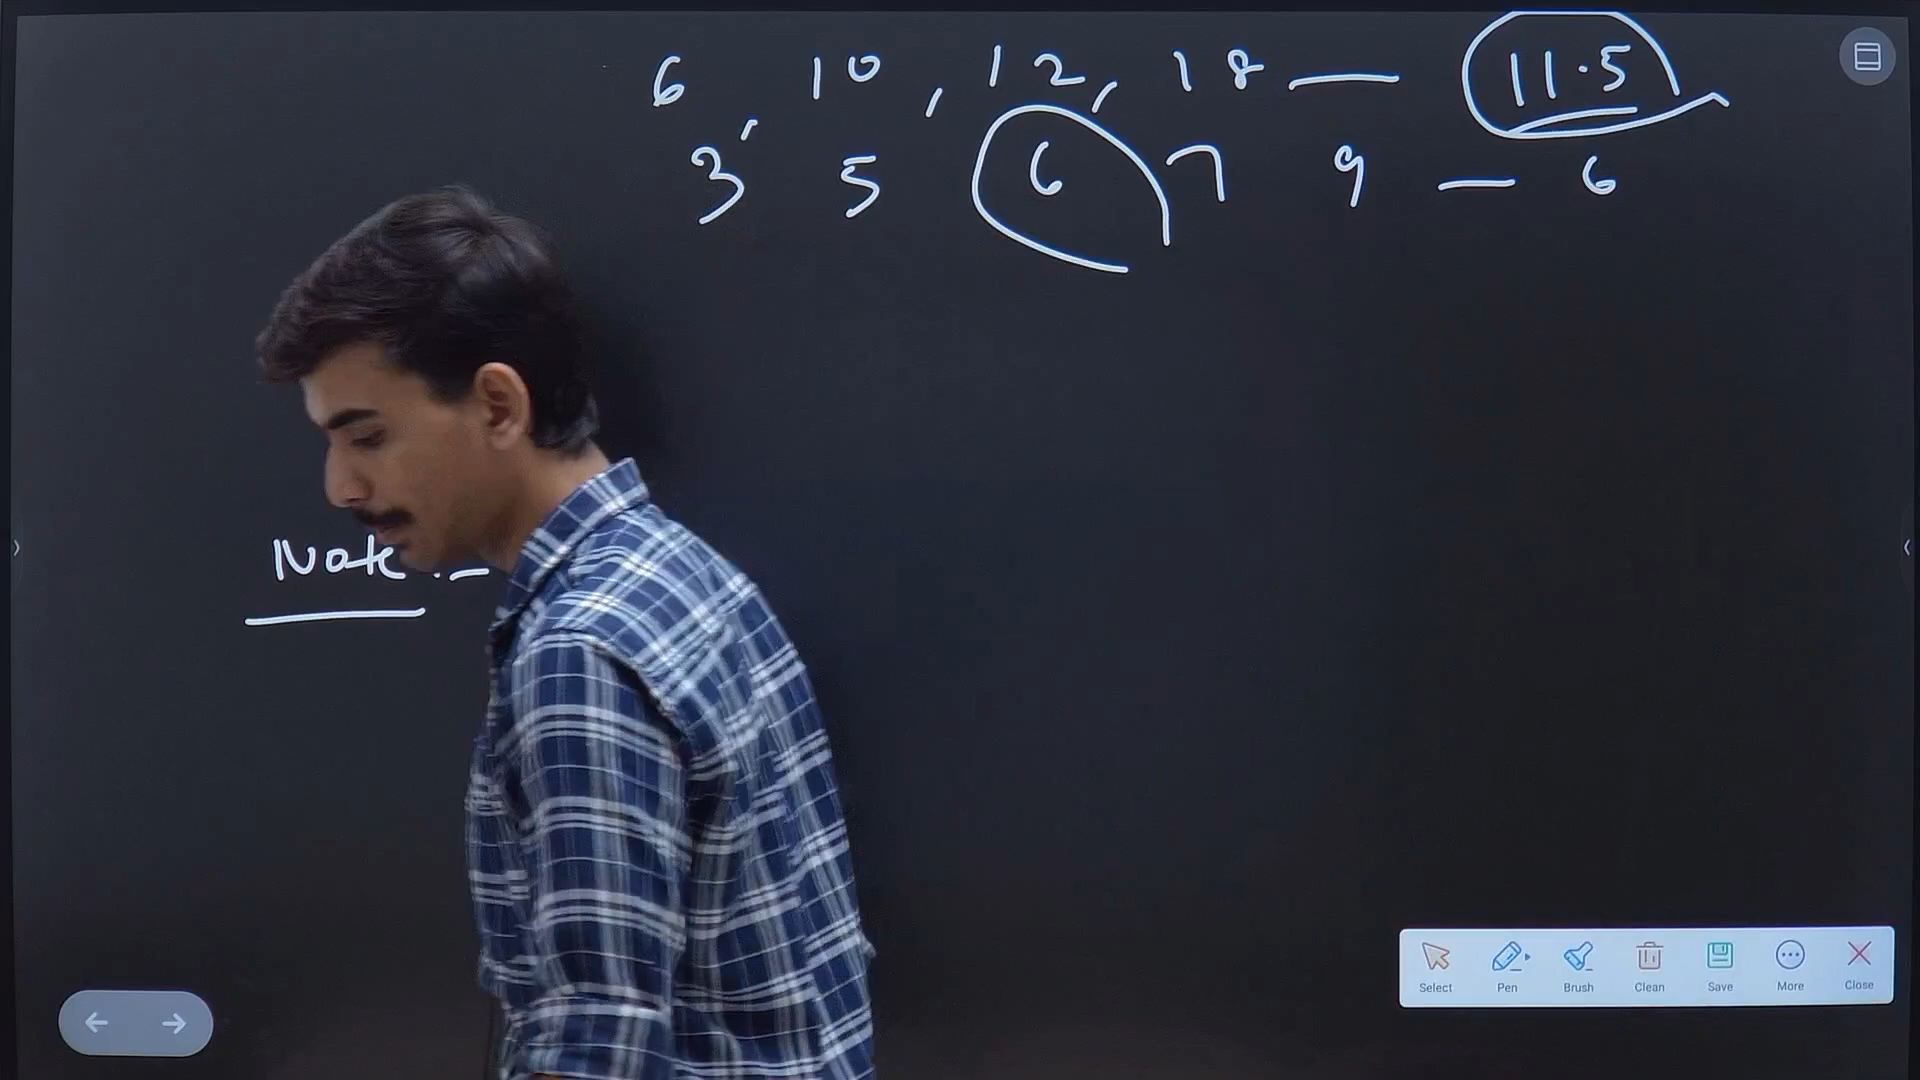 6, 10, 12, 18 — 11.5
3 5 6 7 9 — 6
Note :-
Select Pen Brush Clean Save More Close